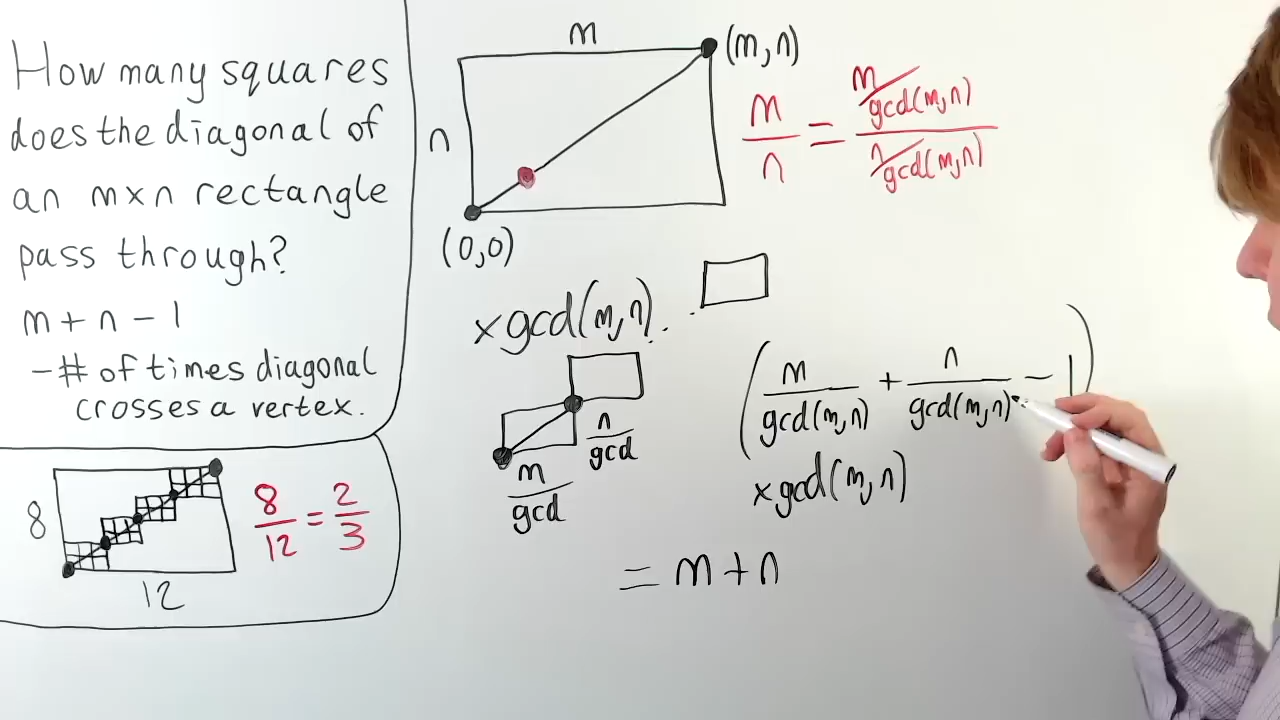 How many squares
does the diagonal of
an m×n rectangle
pass through?
m + n - 1
- # of times diagonal
crosses a vertex.
8
12
8/12 = 2/3
m
n
(m,n)
(0,0)
m/n = m/gcd(m,n) / n/gcd(m,n)
×gcd(m,n)
n/gcd
m/gcd
(m/gcd(m,n) + n/gcd(m,n) - 1)
×gcd(m,n)
= m + n